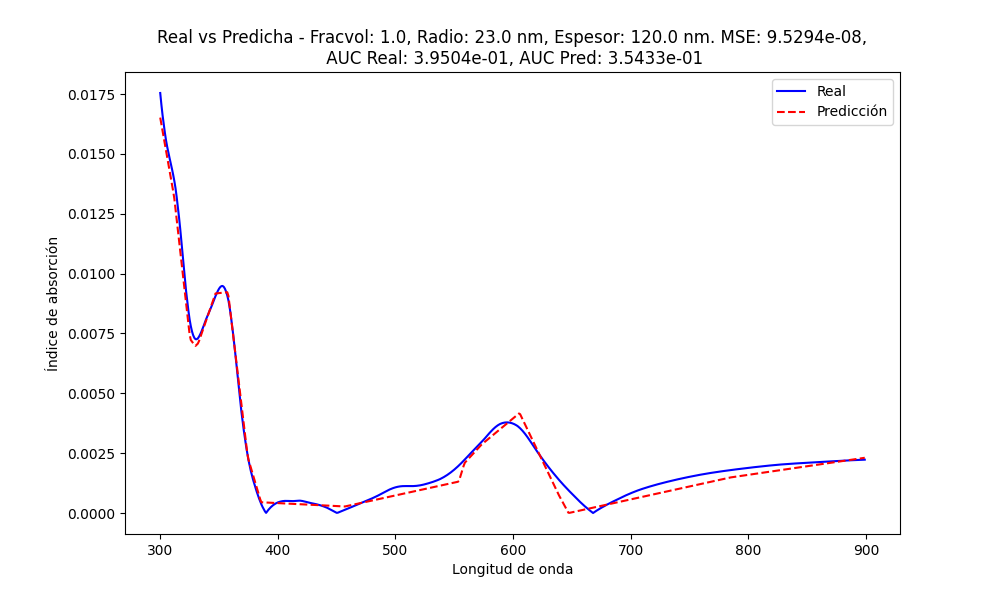 Real vs Predicha - Fracvol: 1.0, Radio: 23.0 nm, Espesor: 120.0 nm. MSE: 9.5294e-08,
AUC Real: 3.9504e-01, AUC Pred: 3.5433e-01
Real
Predicción
0.0175
0.0150
0.0125
0.0100
0.0075
0.0050
0.0025
0.0000
Índice de absorción
300 400 500 600 700 800 900
Longitud de onda